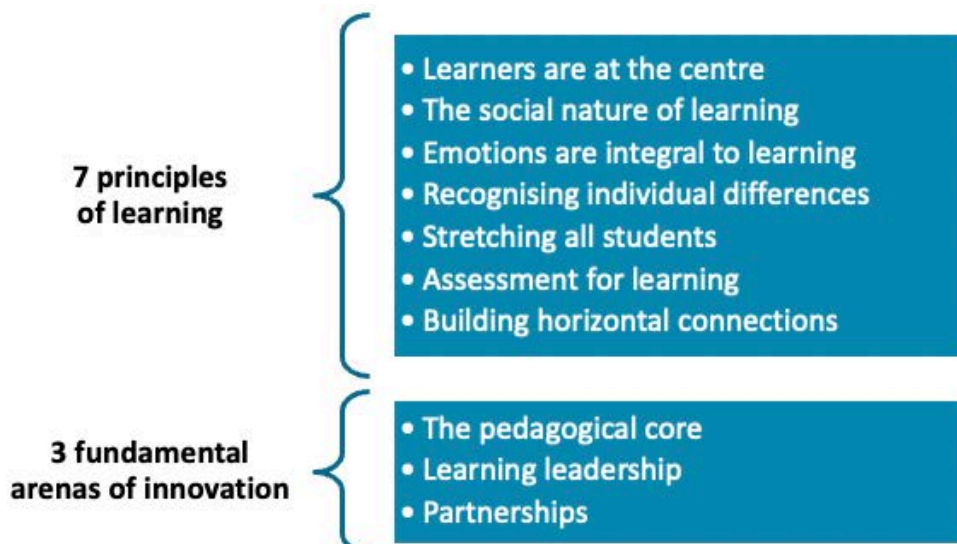 7 principles
of learning
• Learners are at the centre
• The social nature of learning
• Emotions are integral to learning
• Recognising individual differences
• Stretching all students
• Assessment for learning
• Building horizontal connections
3 fundamental
arenas of innovation
• The pedagogical core
• Learning leadership
• Partnerships